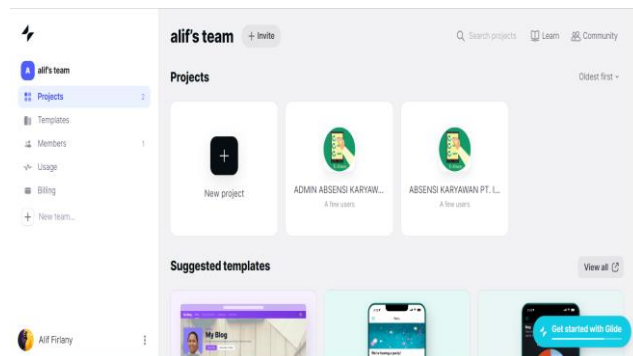 alif's team
+ Invite
Search projects
Learn
Community
A
alif's team
Projects 2
Templates
Members 1
Usage
Billing
+ New team...
Alif Firlany
Projects
Oldest first
New project
ADMIN ABSENSI KARYAW...
A few users
ABSENSI KARYAWAN PT. I...
A few users
Suggested templates
View all
My Blog
Get started with Glide